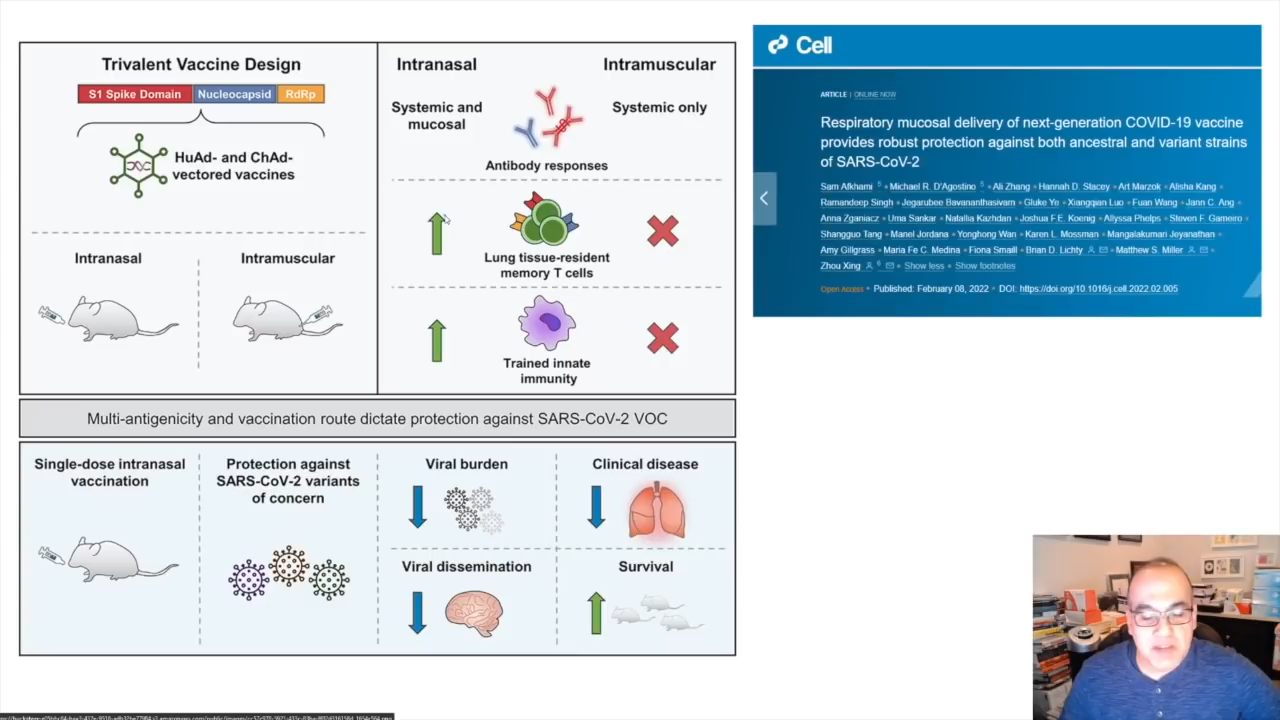 Trivalent Vaccine Design
S1 Spike Domain Nucleocapsid RdRp
HuAd- and ChAd-
vectored vaccines
Intranasal Intramuscular
Intranasal Intramuscular
Systemic and
mucosal
Systemic only
Antibody responses
Lung tissue-resident
memory T cells
Trained innate
immunity
Multi-antigenicity and vaccination route dictate protection against SARS-CoV-2 VOC
Single-dose intranasal
vaccination
Protection against
SARS-CoV-2 variants
of concern
Viral burden
Clinical disease
Viral dissemination
Survival
Cell
ARTICLE | ONLINE NOW
Respiratory mucosal delivery of next-generation COVID-19 vaccine
provides robust protection against both ancestral and variant strains
of SARS-CoV-2
Sam Afkhami 5 • Michael R. D'Agostino 5 • Ali Zhang • Hannah D. Stacey • Art Marzok • Alisha Kang •
Ramandeep Singh • Jegarubee Bavananthasivam • Gluke Ye • Xiangqian Luo • Fuan Wang • Jann C. Ang •
Anna Zganiacz • Uma Sankar • Natallia Kazhdan • Joshua F.E. Koenig • Allyssa Phelps • Steven F. Gameiro •
Shangguo Tang • Manel Jordana • Yonghong Wan • Karen L. Mossman • Mangalakumari Jeyanathan •
Amy Gillgrass • Maria Fe C. Medina • Fiona Smaill • Brian D. Lichty • Matthew S. Miller •
Zhou Xing 6 • Show less • Show footnotes
Open Access • Published: February 08, 2022 • DOI: https://doi.org/10.1016/j.cell.2022.02.005